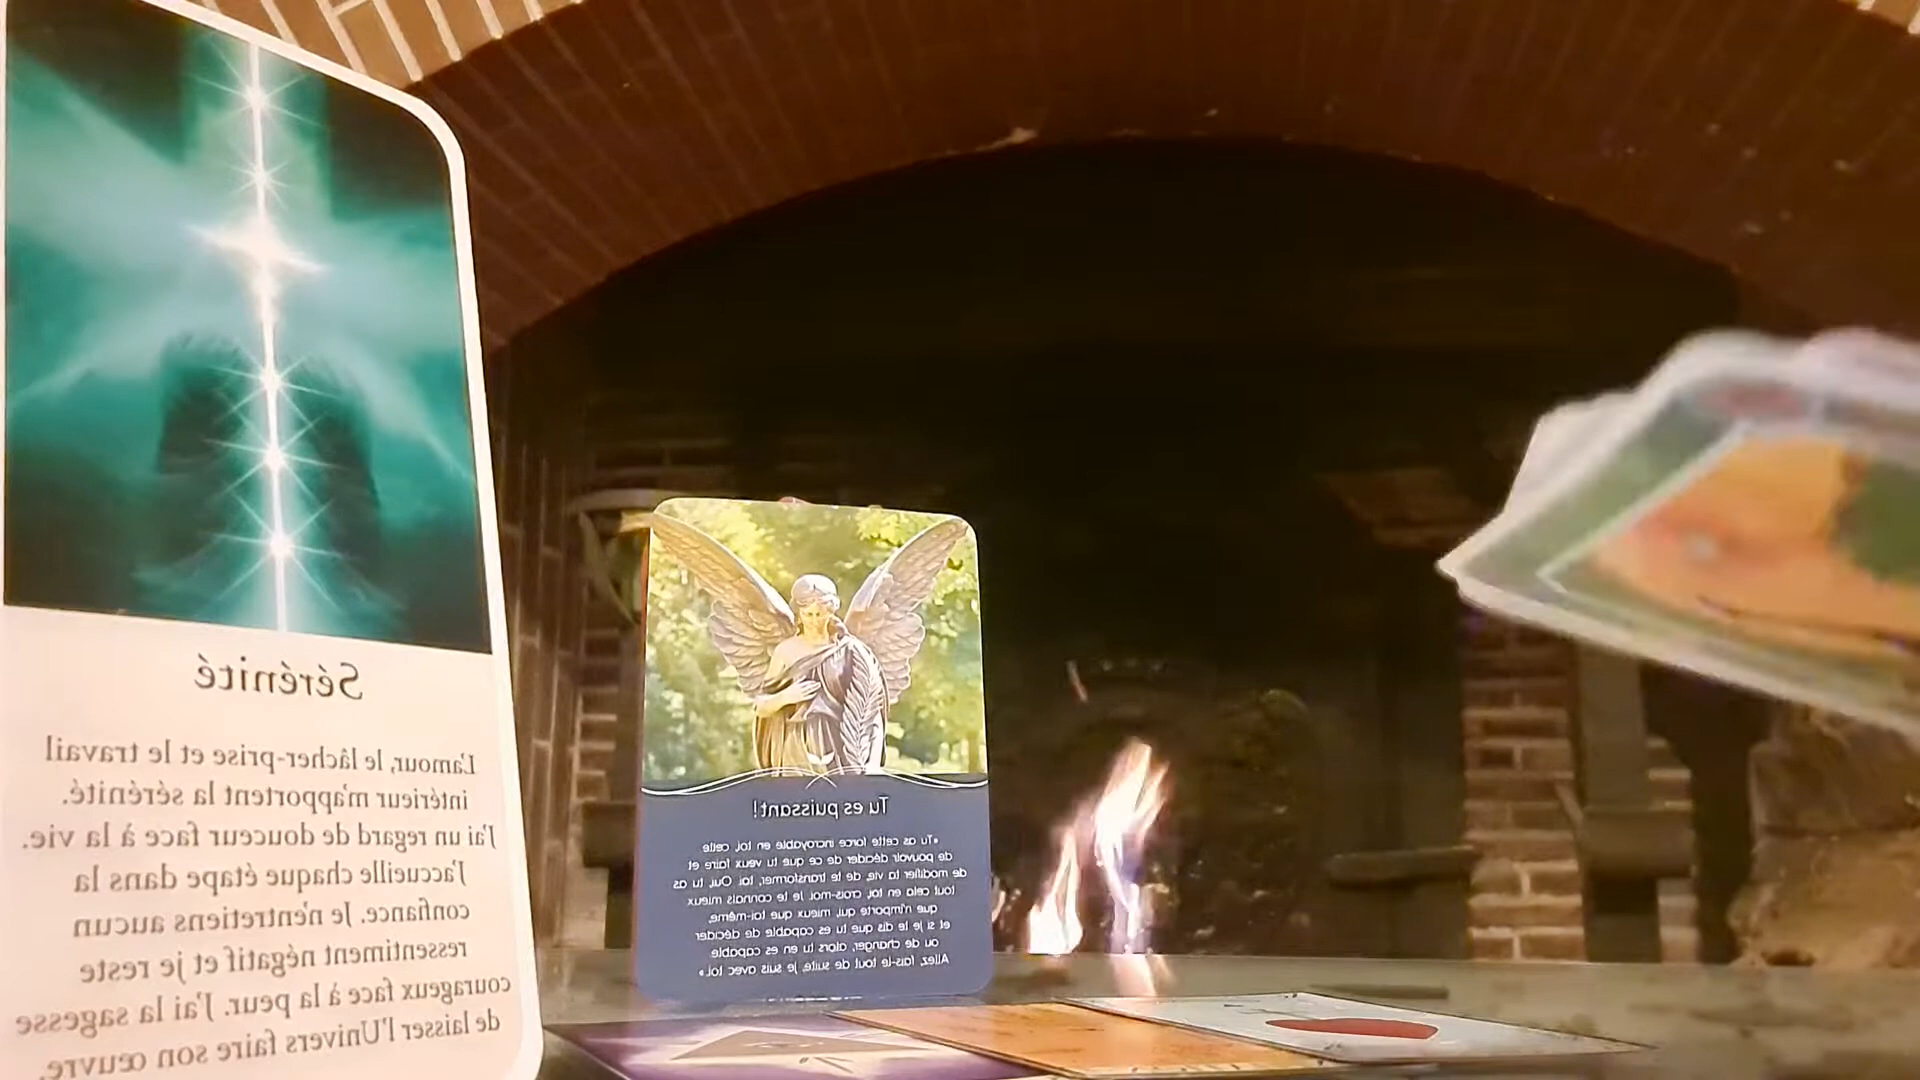 Sérénité
L'amour, le lâcher-prise et le travail
intérieur m'apportent la sérénité.
J'ai un regard de douceur face à la vie.
J'accueille chaque étape dans la
confiance. Je n'entretiens aucun
ressentiment négatif et je reste
courageux face à la peur. J'ai la sagesse
de laisser l'Univers faire son œuvre.
Tu es puissant!
«Tu as cette force incroyable en toi, cette
de pouvoir décider de ce que tu veux faire et
de modifier ta vie, de te transformer, toi. Oui, tu as
tout cela en toi, crois-moi. Je te connais mieux
que n'importe qui, mieux que toi-même,
et si je te dis que tu es capable de décider
ou de changer, alors tu en es capable.
Allez, fais-le tout de suite, je suis avec toi.»